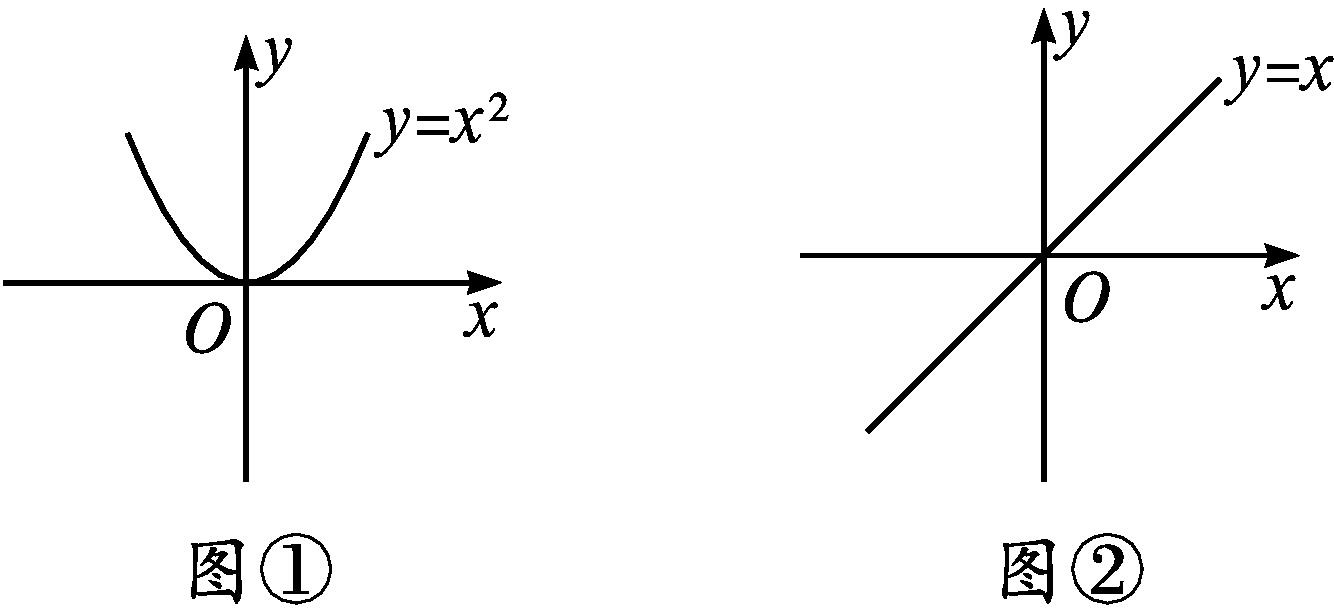 y
y=x²
O
x
图①
y
y=x
O
x
图②